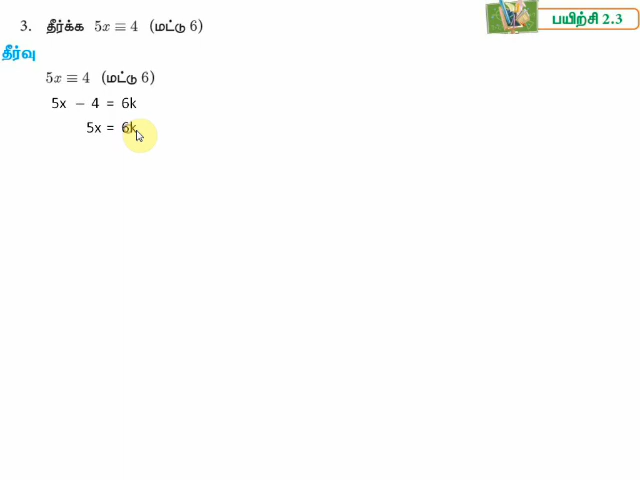 3. தீர்க்க 5x ≡ 4 (மட்டு 6)
பயிற்சி 2.3
தீர்வு
5x ≡ 4 (மட்டு 6)
5x − 4 = 6k
5x = 6k